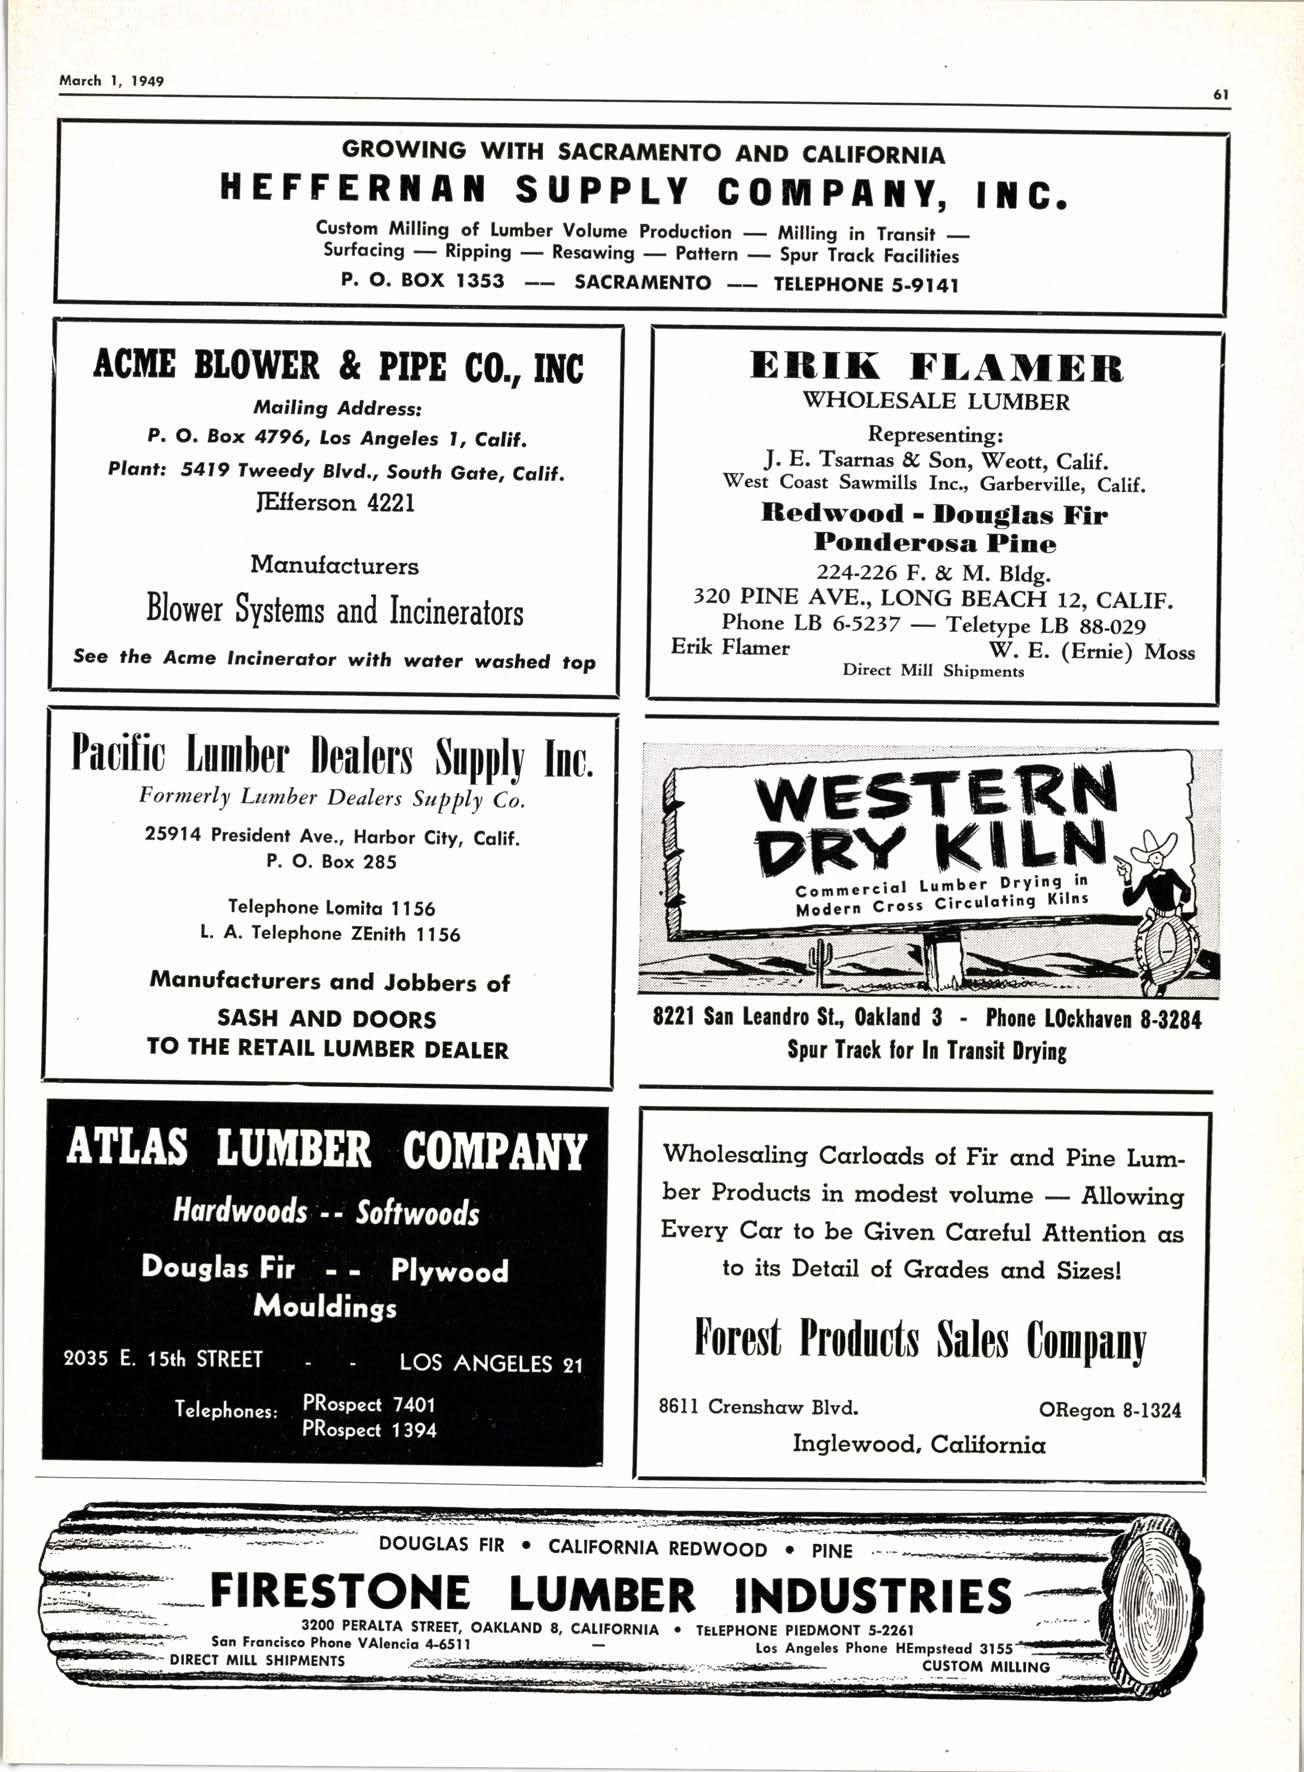 March 1, 1949
61
GROWING WITH SACRAMENTO AND CALIFORNIA
HEFFERNAN SUPPLY COMPANY, INC.
Custom Milling of Lumber Volume Production — Milling in Transit —
Surfacing — Ripping — Resawing — Pattern — Spur Track Facilities
P. O. BOX 1353 -- SACRAMENTO -- TELEPHONE 5-9141
ACME BLOWER & PIPE CO., INC
Mailing Address:
P. O. Box 4796, Los Angeles 1, Calif.
Plant: 5419 Tweedy Blvd., South Gate, Calif.
JEfferson 4221
Manufacturers
Blower Systems and Incinerators
See the Acme Incinerator with water washed top
ERIK FLAMER
WHOLESALE LUMBER
Representing:
J. E. Tsarnas & Son, Weott, Calif.
West Coast Sawmills Inc., Garberville, Calif.
Redwood - Douglas Fir
Ponderosa Pine
224-226 F. & M. Bldg.
320 PINE AVE., LONG BEACH 12, CALIF.
Phone LB 6-5237 — Teletype LB 88-029
Erik Flamer W. E. (Ernie) Moss
Direct Mill Shipments
Pacific Lumber Dealers Supply Inc.
Formerly Lumber Dealers Supply Co.
25914 President Ave., Harbor City, Calif.
P. O. Box 285
Telephone Lomita 1156
L. A. Telephone ZEnith 1156
Manufacturers and Jobbers of
SASH AND DOORS
TO THE RETAIL LUMBER DEALER
WESTERN
DRY KILN
Commercial Lumber Drying in
Modern Cross Circulating Kilns
8221 San Leandro St., Oakland 3 - Phone LOckhaven 8-3284
Spur Track for In Transit Drying
ATLAS LUMBER COMPANY
Hardwoods -- Softwoods
Douglas Fir -- Plywood
Mouldings
2035 E. 15th STREET - - LOS ANGELES 21
Telephones: PRospect 7401
PRospect 1394
Wholesaling Carloads of Fir and Pine Lum-
ber Products in modest volume — Allowing
Every Car to be Given Careful Attention as
to its Detail of Grades and Sizes!
Forest Products Sales Company
8611 Crenshaw Blvd. ORegon 8-1324
Inglewood, California
DOUGLAS FIR • CALIFORNIA REDWOOD • PINE
FIRESTONE LUMBER INDUSTRIES
3200 PERALTA STREET, OAKLAND 8, CALIFORNIA • TELEPHONE PIEDMONT 5-2261
San Francisco Phone VAlencia 4-6511 — Los Angeles Phone HEmpstead 3155
DIRECT MILL SHIPMENTS CUSTOM MILLING